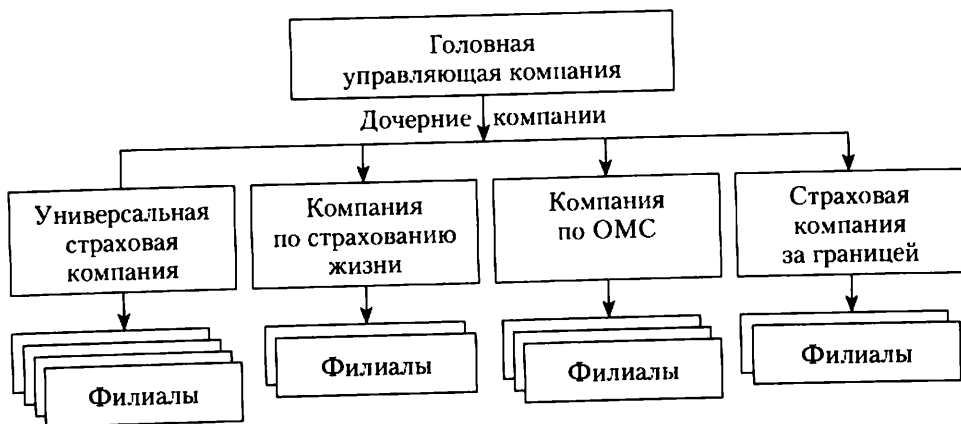 Головная
управляющая компания
Дочерние компании
Универсальная
страховая
компания
Компания
по страхованию
жизни
Компания
по ОМС
Страховая
компания
за границей
Филиалы
Филиалы
Филиалы
Филиалы